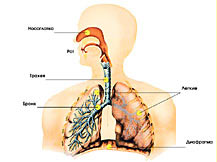 Носоглотка
Рот
Трахея
Легкие
Бронх
Диафрагма